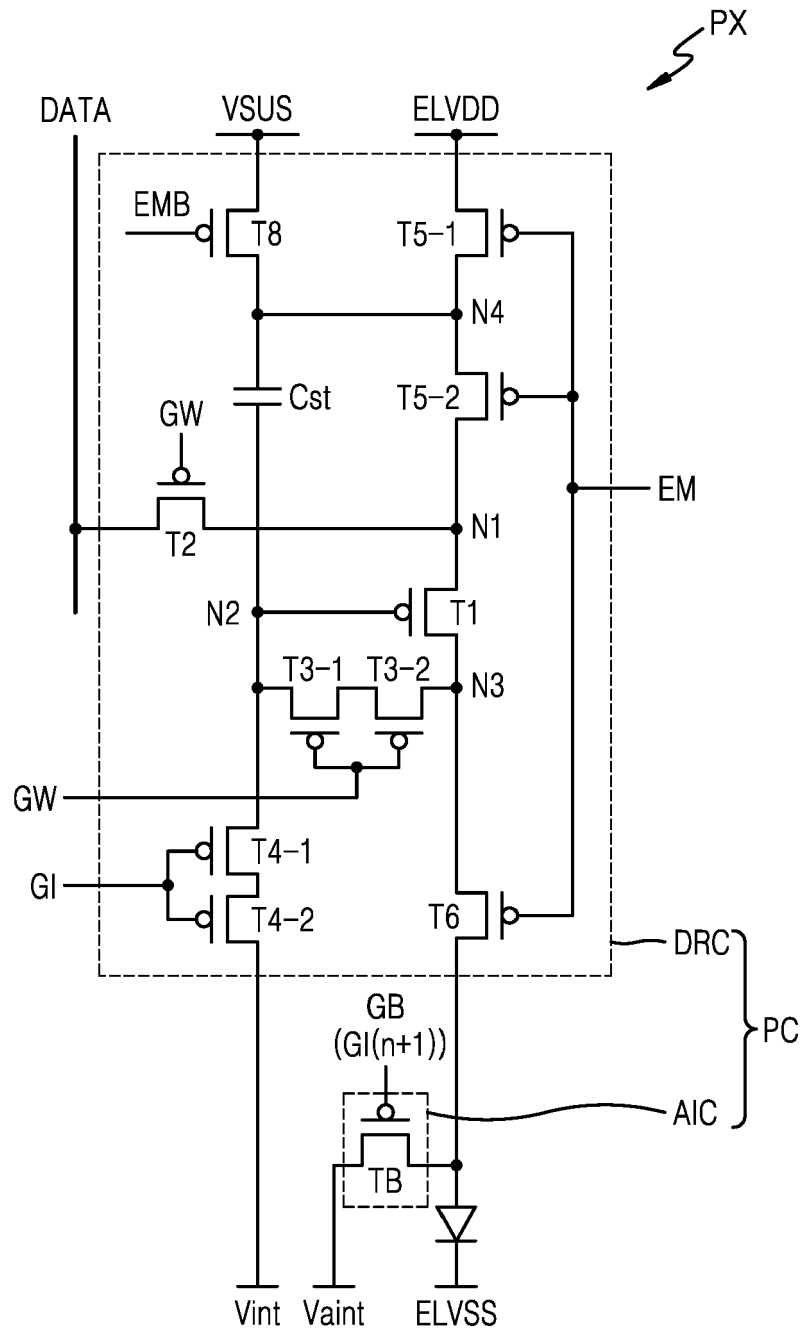 PX
DATA
VSUS
ELVDD
EMB
T8
T5-1
N4
Cst
T5-2
GW
EM
T2
N1
N2
T1
T3-1
T3-2
N3
GW
T4-1
GI
T4-2
T6
DRC
GB
(GI(n+1))
PC
AIC
TB
Vint
Vaint
ELVSS